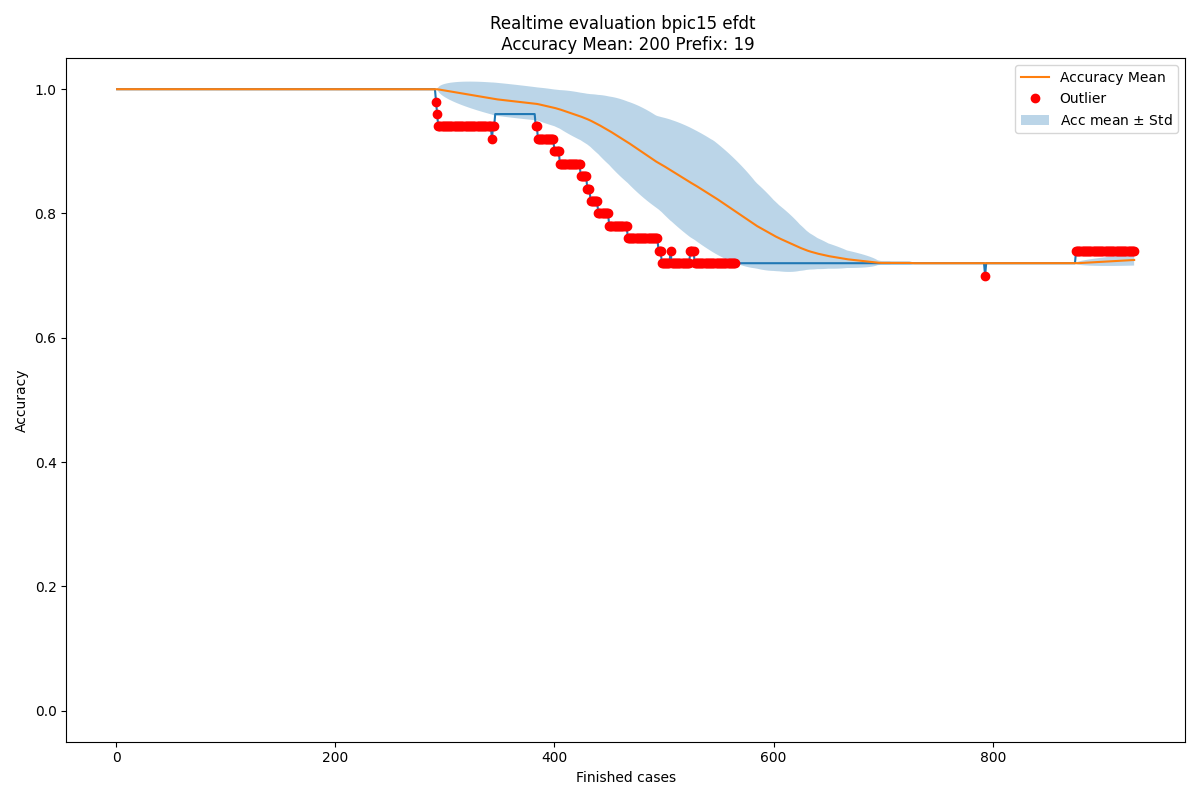 Realtime evaluation bpic15 efdt
Accuracy Mean: 200 Prefix: 19
Accuracy Mean
Outlier
Acc mean ± Std
1.0
0.8
0.6
0.4
0.2
0.0
Accuracy
0 200 400 600 800
Finished cases